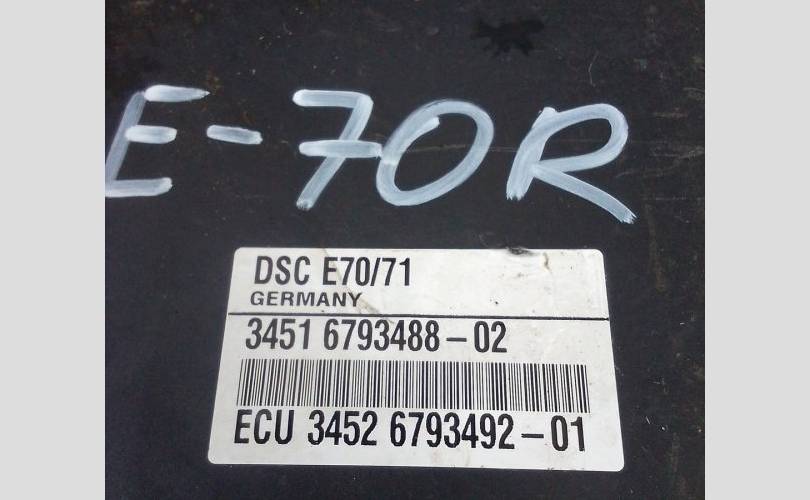 E-70R
DSC E70/71
GERMANY
3451 6793488-02
ECU 3452 6793492-01